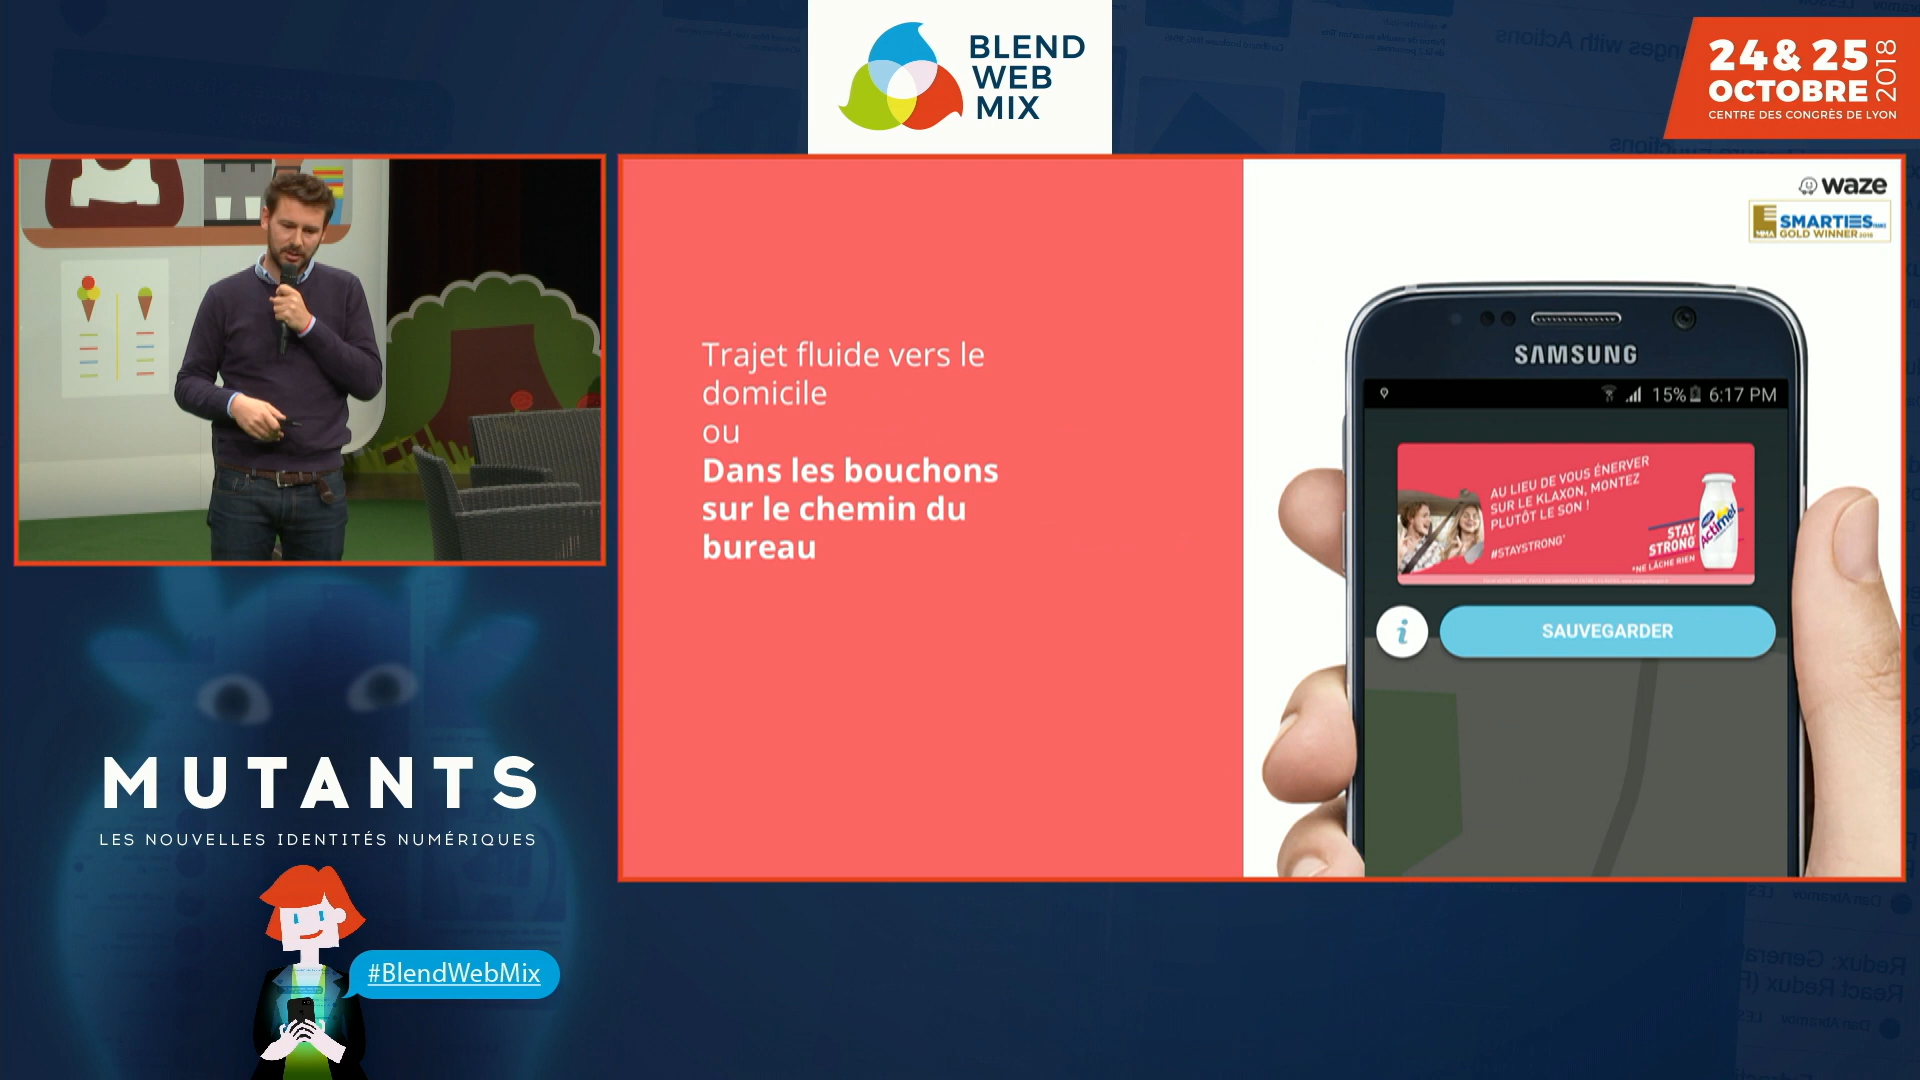 BLEND
WEB
MIX
24 & 25
OCTOBRE
2018
CENTRE DES CONGRÈS DE LYON
waze
SMARTIES
MMA
GOLD WINNER 2018
Trajet fluide vers le
domicile
ou
Dans les bouchons
sur le chemin du
bureau
SAMSUNG
15% 6:17 PM
AU LIEU DE VOUS ÉNERVER
SUR LE KLAXON, MONTEZ
PLUTÔT LE SON !
#STAYSTRONG*
STAY
STRONG
*NE LÂCHE RIEN
Actimel
i
SAUVEGARDER
MUTANTS
LES NOUVELLES IDENTITÉS NUMÉRIQUES
#BlendWebMix